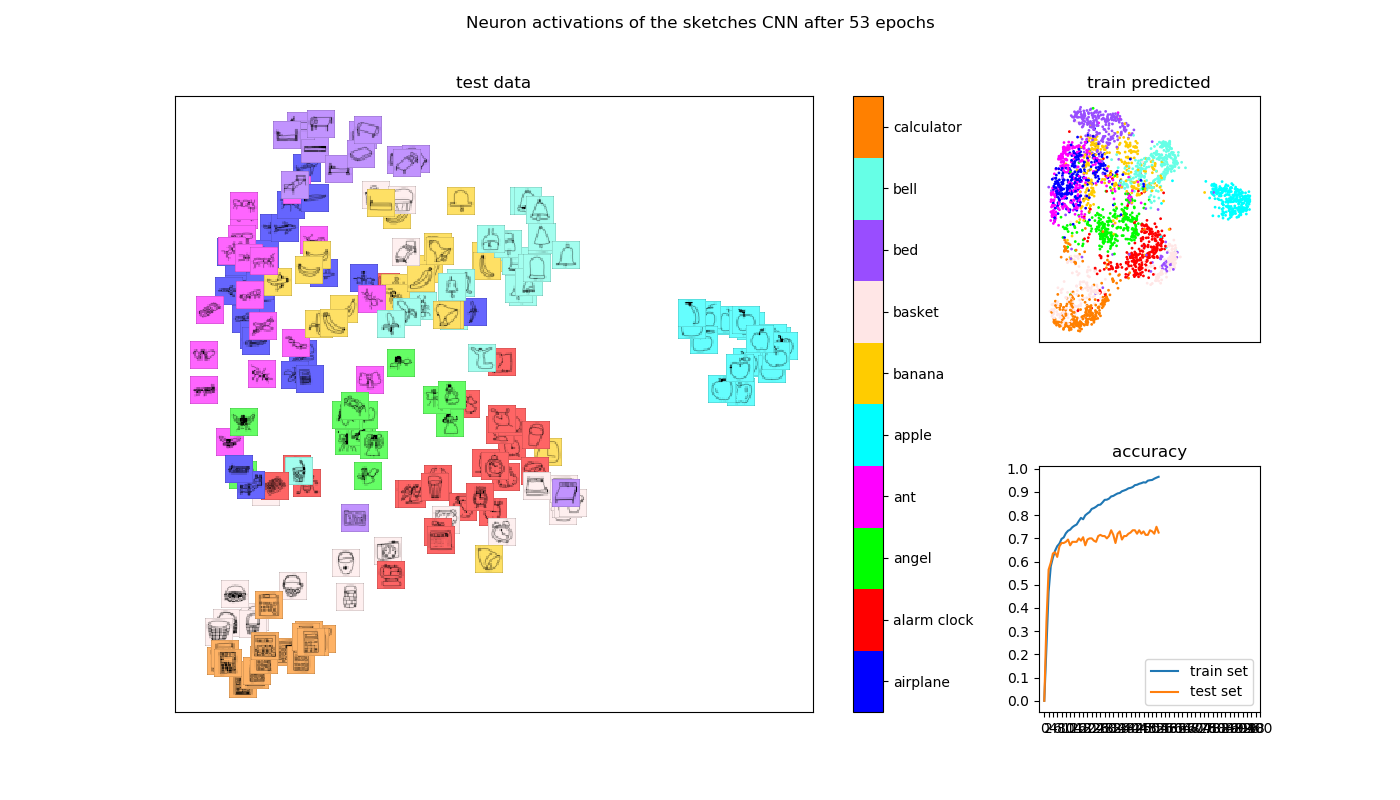 Neuron activations of the sketches CNN after 53 epochs
test data
calculator
bell
bed
basket
banana
apple
ant
angel
alarm clock
airplane
train predicted
accuracy
1.0
0.9
0.8
0.7
0.6
0.5
0.4
0.3
0.2
0.1
0.0
train set
test set